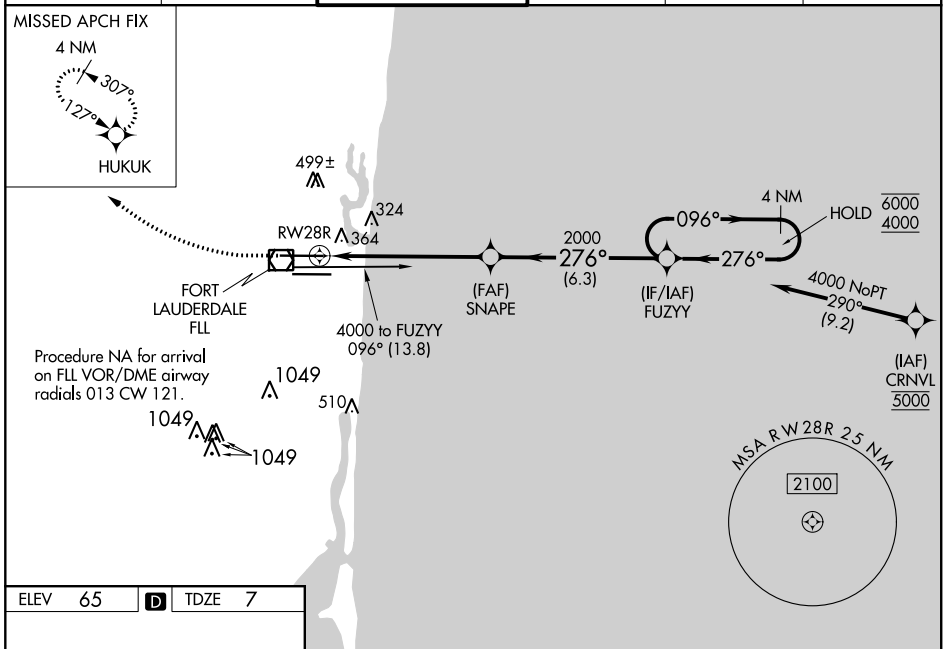 MISSED APCH FIX
4 NM
307°
127°
HUKUK
499±
324
RW28R
364
FORT
LAUDERDALE
FLL
4000 to FUZYY
096° (13.8)
(FAF)
SNAPE
2000
276°
(6.3)
(IF/IAF)
FUZYY
096°
276°
4 NM
HOLD
6000
4000
4000 NoPT
290°
(9.2)
(IAF)
CRNVL
5000
Procedure NA for arrival
on FLL VOR/DME airway
radials 013 CW 121.
1049
510
1049
1049
MSA RW28R 25 NM
2100
ELEV 65 D TDZE 7